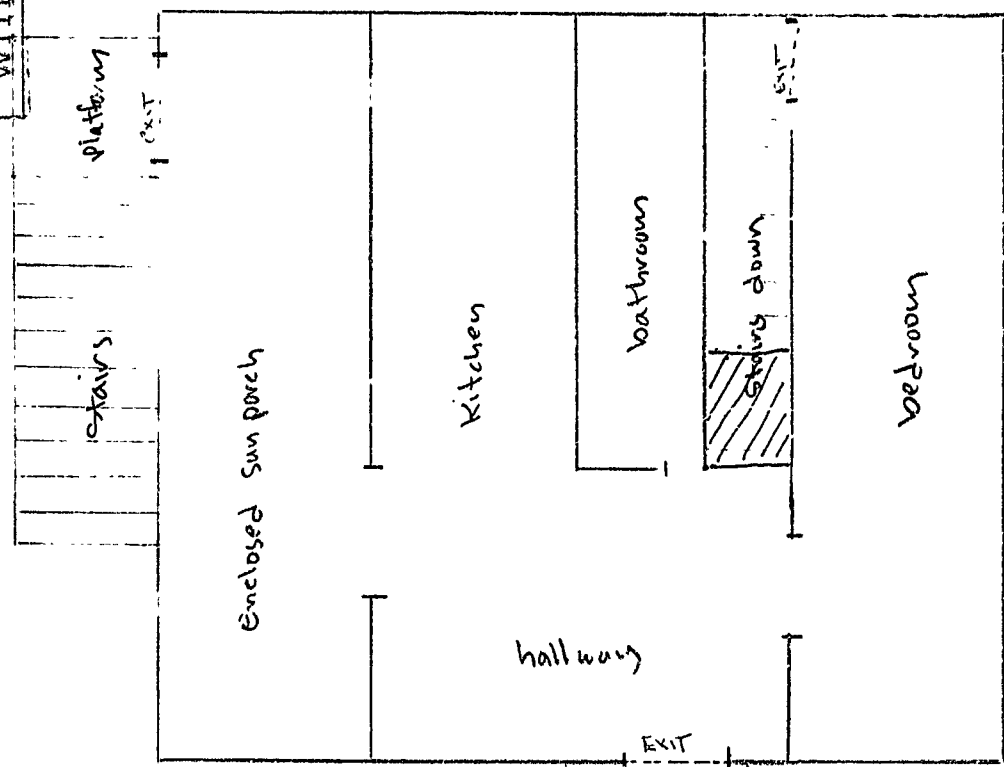 platform
EXIT
EXIT
stairs
enclosed sun porch
Kitchen
bathroom
stairs down
bedroom
hallway
EXIT